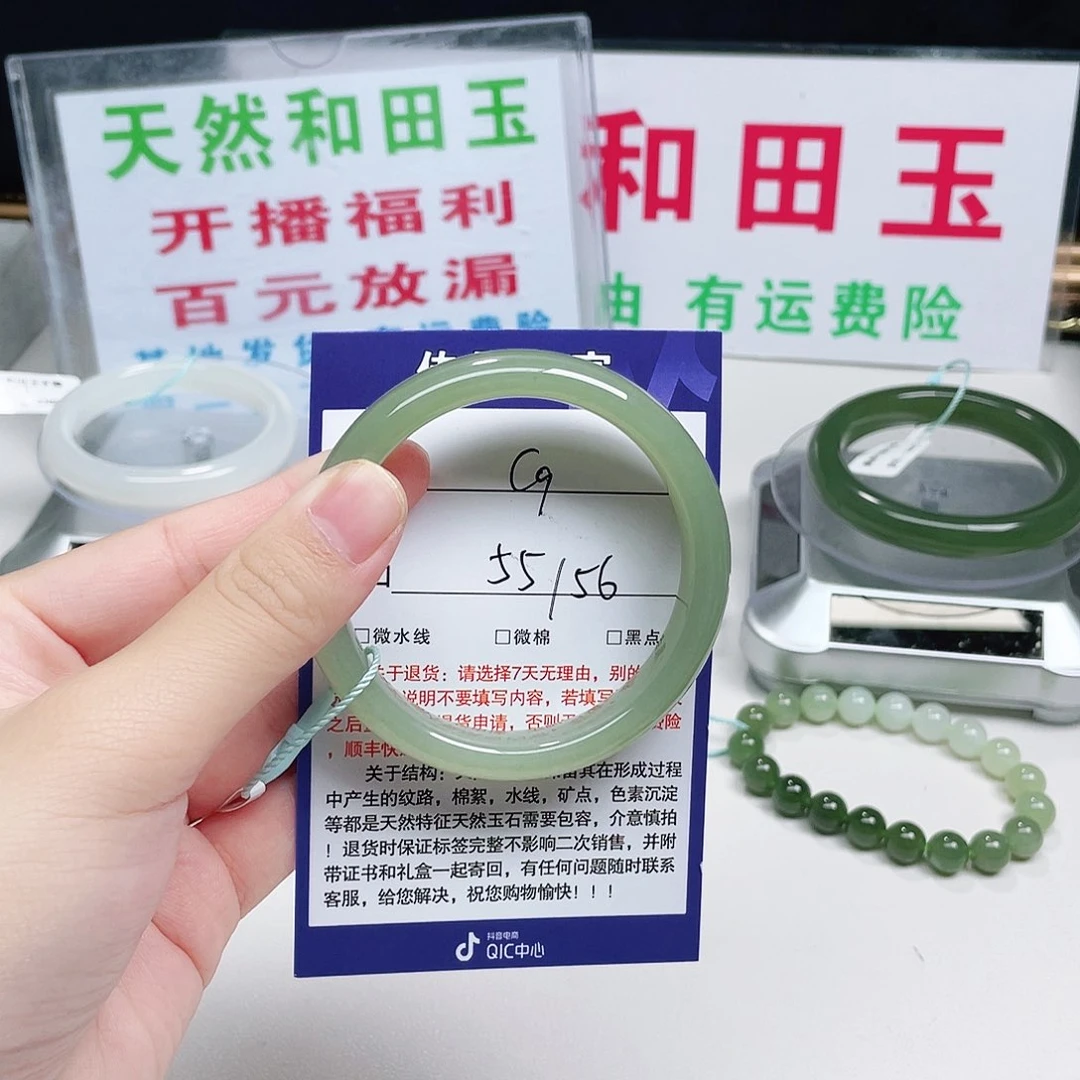 天然和田玉
开播福利
百元放漏
和田玉
由 有运费险
C9
55/56
□微水线 □微棉 □黑点
关于退货：请选择7天无理由，别的
说明不要填写内容，若填写
之后 退货申请，否则 险
，顺丰快
关于结构： 在形成过程
中产生的纹路，棉絮，水线，矿点，色素沉淀
等都是天然特征天然玉石需要包容，介意慎拍
！退货时保证标签完整不影响二次销售，并附
带证书和礼盒一起寄回，有任何问题随时联系
客服，给您解决，祝您购物愉快！！！
抖音电商
QIC中心